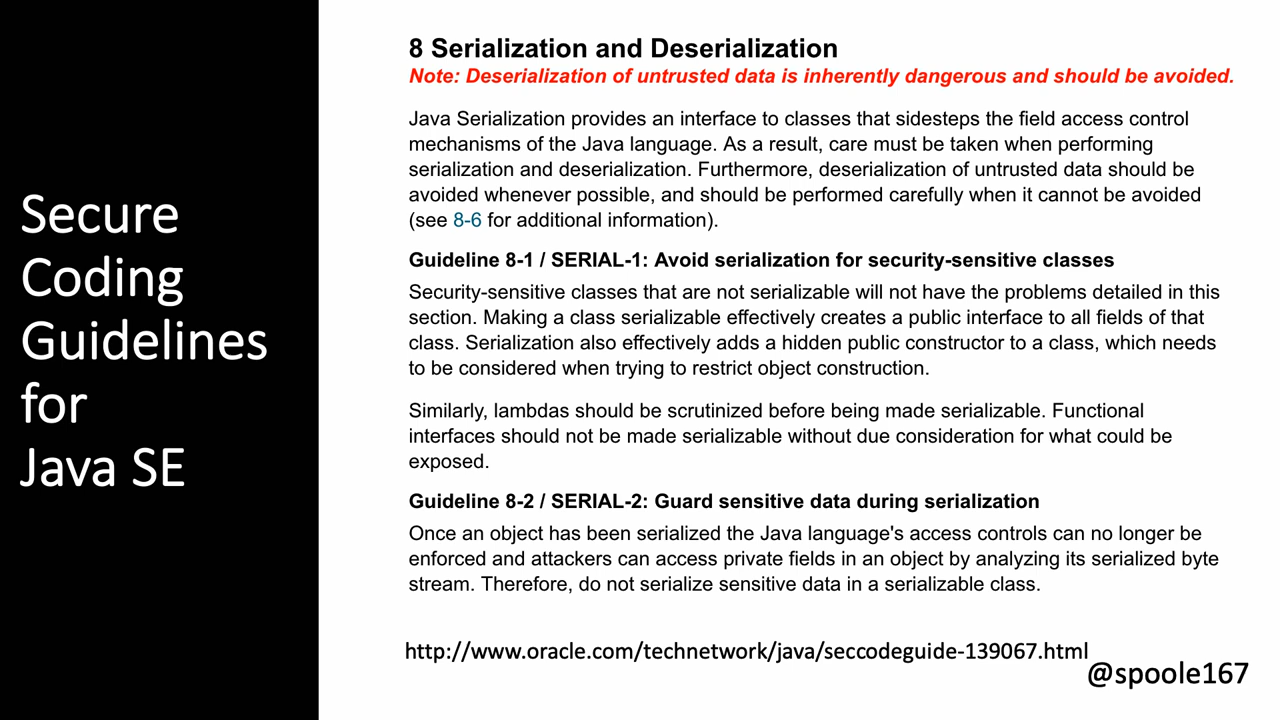 Secure
Coding
Guidelines
for
Java SE
8 Serialization and Deserialization
Note: Deserialization of untrusted data is inherently dangerous and should be avoided.
Java Serialization provides an interface to classes that sidesteps the field access control
mechanisms of the Java language. As a result, care must be taken when performing
serialization and deserialization. Furthermore, deserialization of untrusted data should be
avoided whenever possible, and should be performed carefully when it cannot be avoided
(see 8-6 for additional information).
Guideline 8-1 / SERIAL-1: Avoid serialization for security-sensitive classes
Security-sensitive classes that are not serializable will not have the problems detailed in this
section. Making a class serializable effectively creates a public interface to all fields of that
class. Serialization also effectively adds a hidden public constructor to a class, which needs
to be considered when trying to restrict object construction.
Similarly, lambdas should be scrutinized before being made serializable. Functional
interfaces should not be made serializable without due consideration for what could be
exposed.
Guideline 8-2 / SERIAL-2: Guard sensitive data during serialization
Once an object has been serialized the Java language's access controls can no longer be
enforced and attackers can access private fields in an object by analyzing its serialized byte
stream. Therefore, do not serialize sensitive data in a serializable class.
http://www.oracle.com/technetwork/java/seccodeguide-139067.html
@spoole167